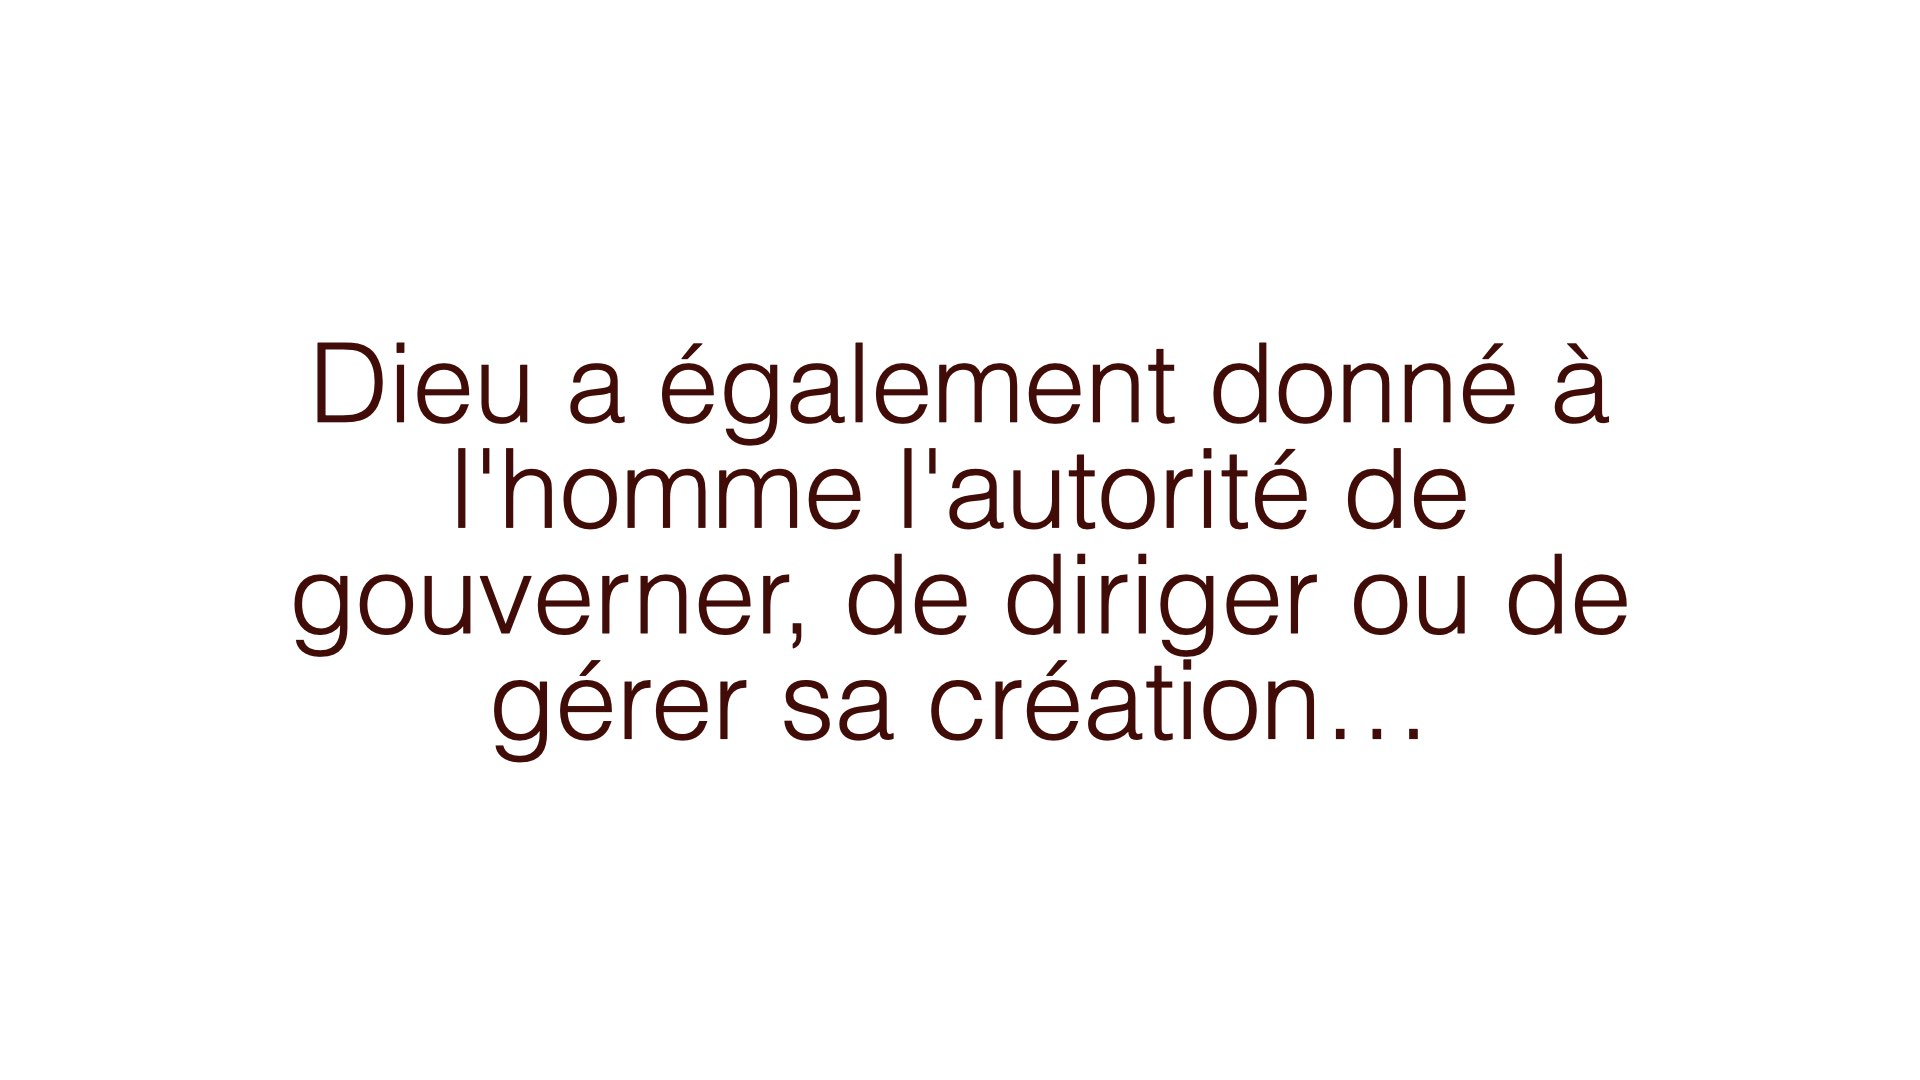 Dieu a également donné à
l'homme l'autorité de
gouverner, de diriger ou de
gérer sa création…